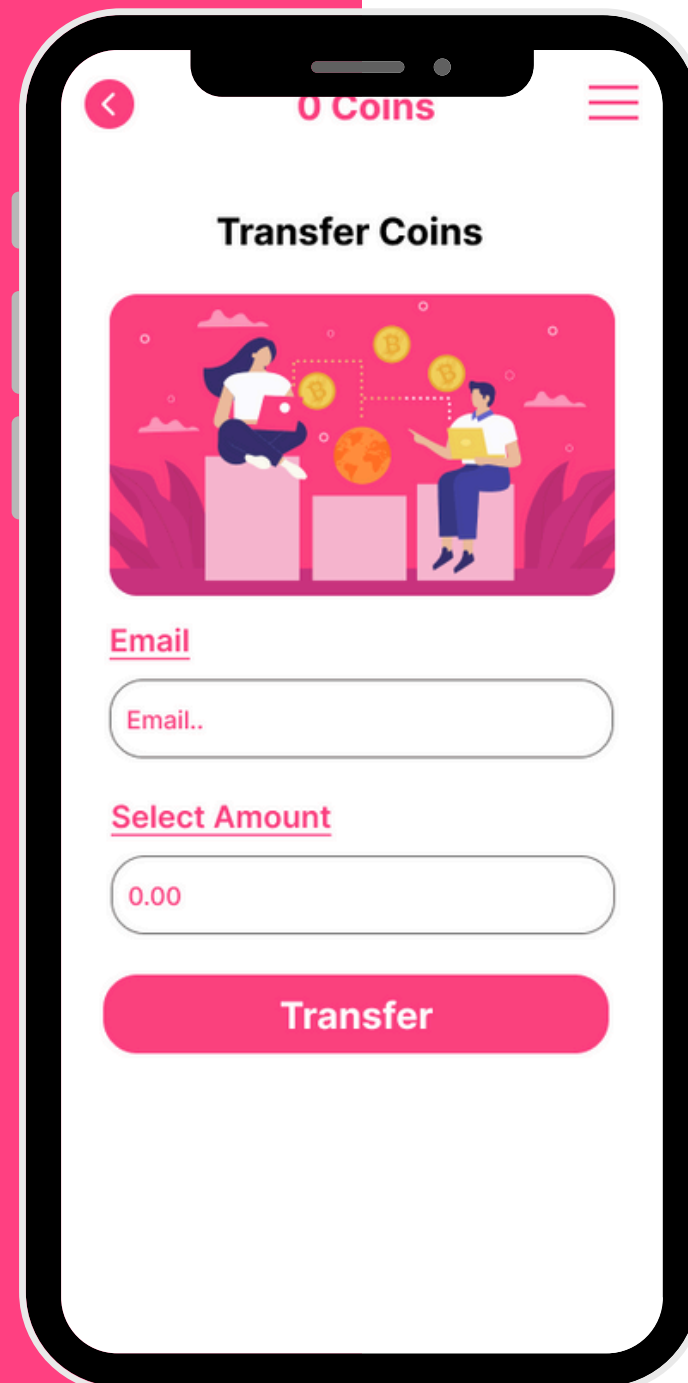 0 Coins
Transfer Coins
Email
Email..
Select Amount
0.00
Transfer